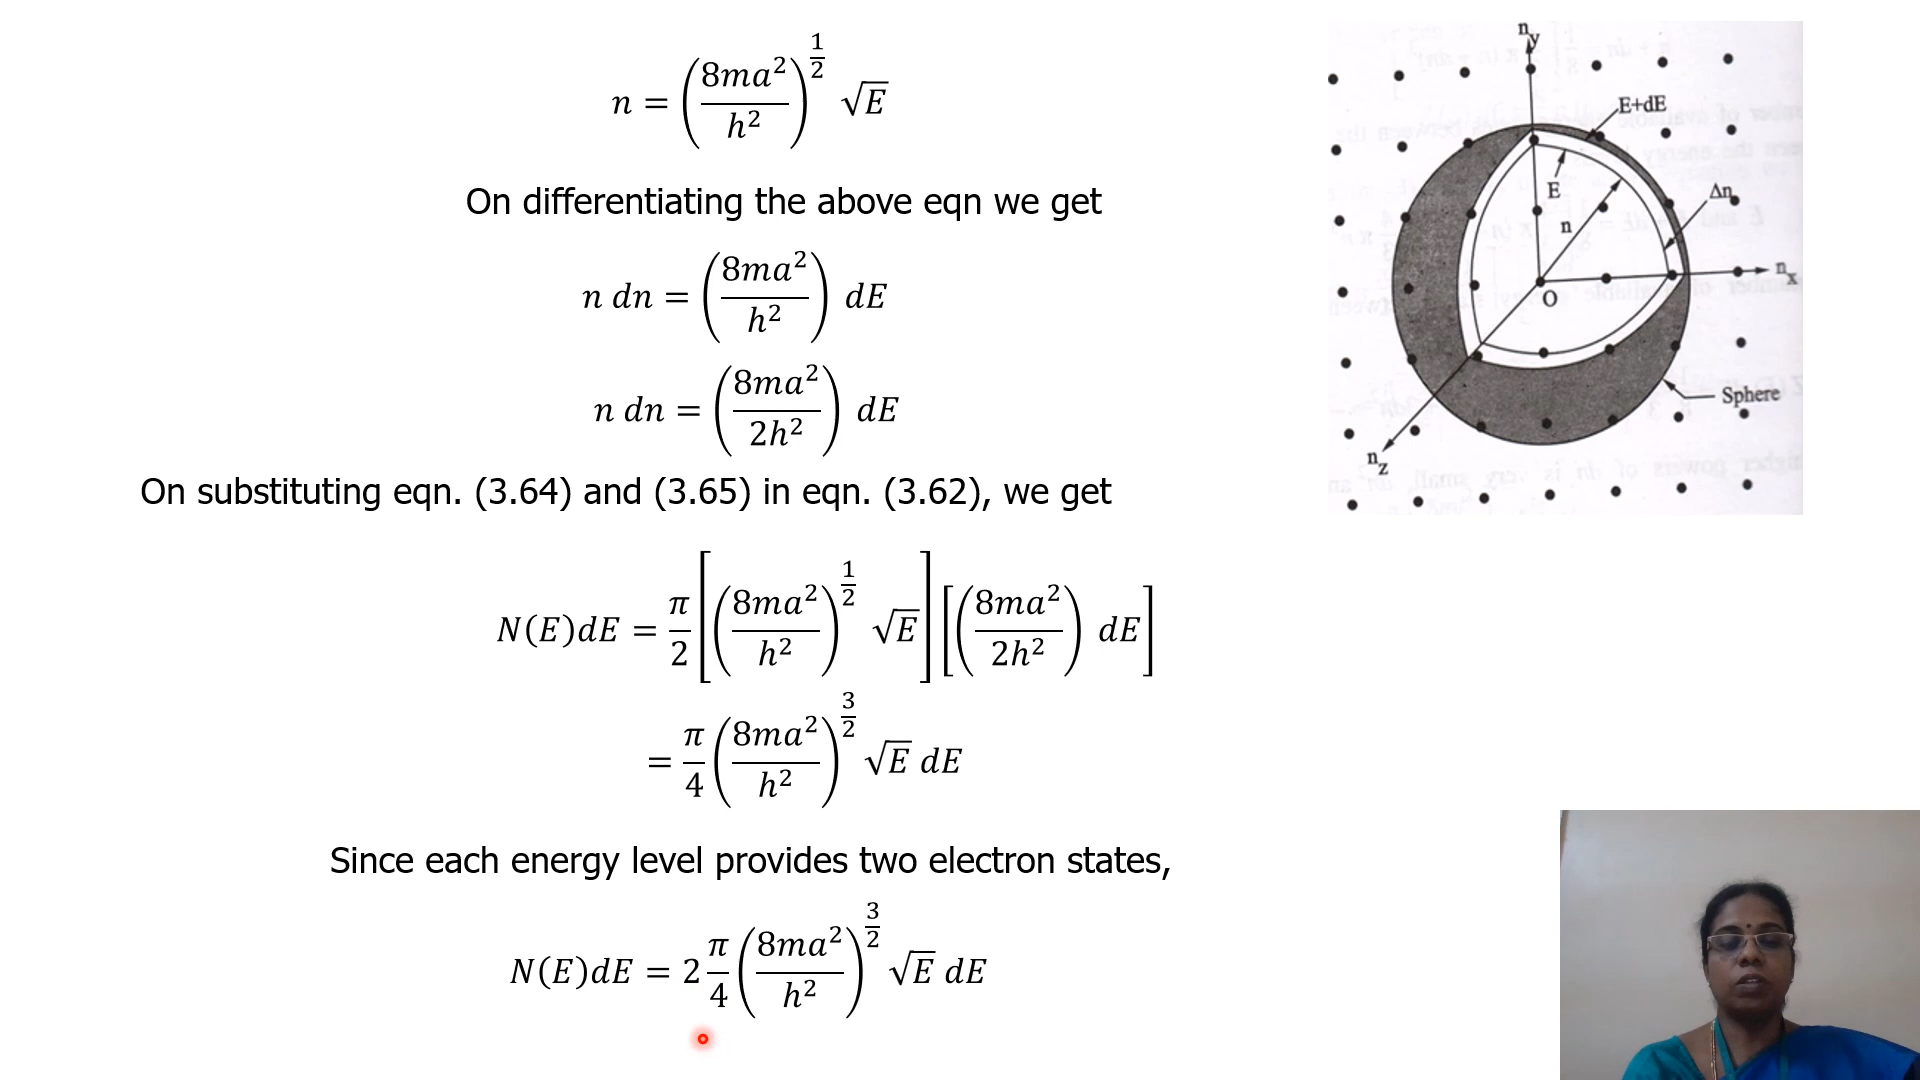 n = (8ma²/h²)^(1/2) √E
On differentiating the above eqn we get
n dn = (8ma²/h²) dE
n dn = (8ma²/2h²) dE
On substituting eqn. (3.64) and (3.65) in eqn. (3.62), we get
N(E)dE = π/2 [(8ma²/h²)^(1/2) √E] [(8ma²/2h²) dE]
= π/4 (8ma²/h²)^(3/2) √E dE
Since each energy level provides two electron states,
N(E)dE = 2 π/4 (8ma²/h²)^(3/2) √E dE
n_y
E+dE
E
Δn
n
n_x
O
Sphere
n_z